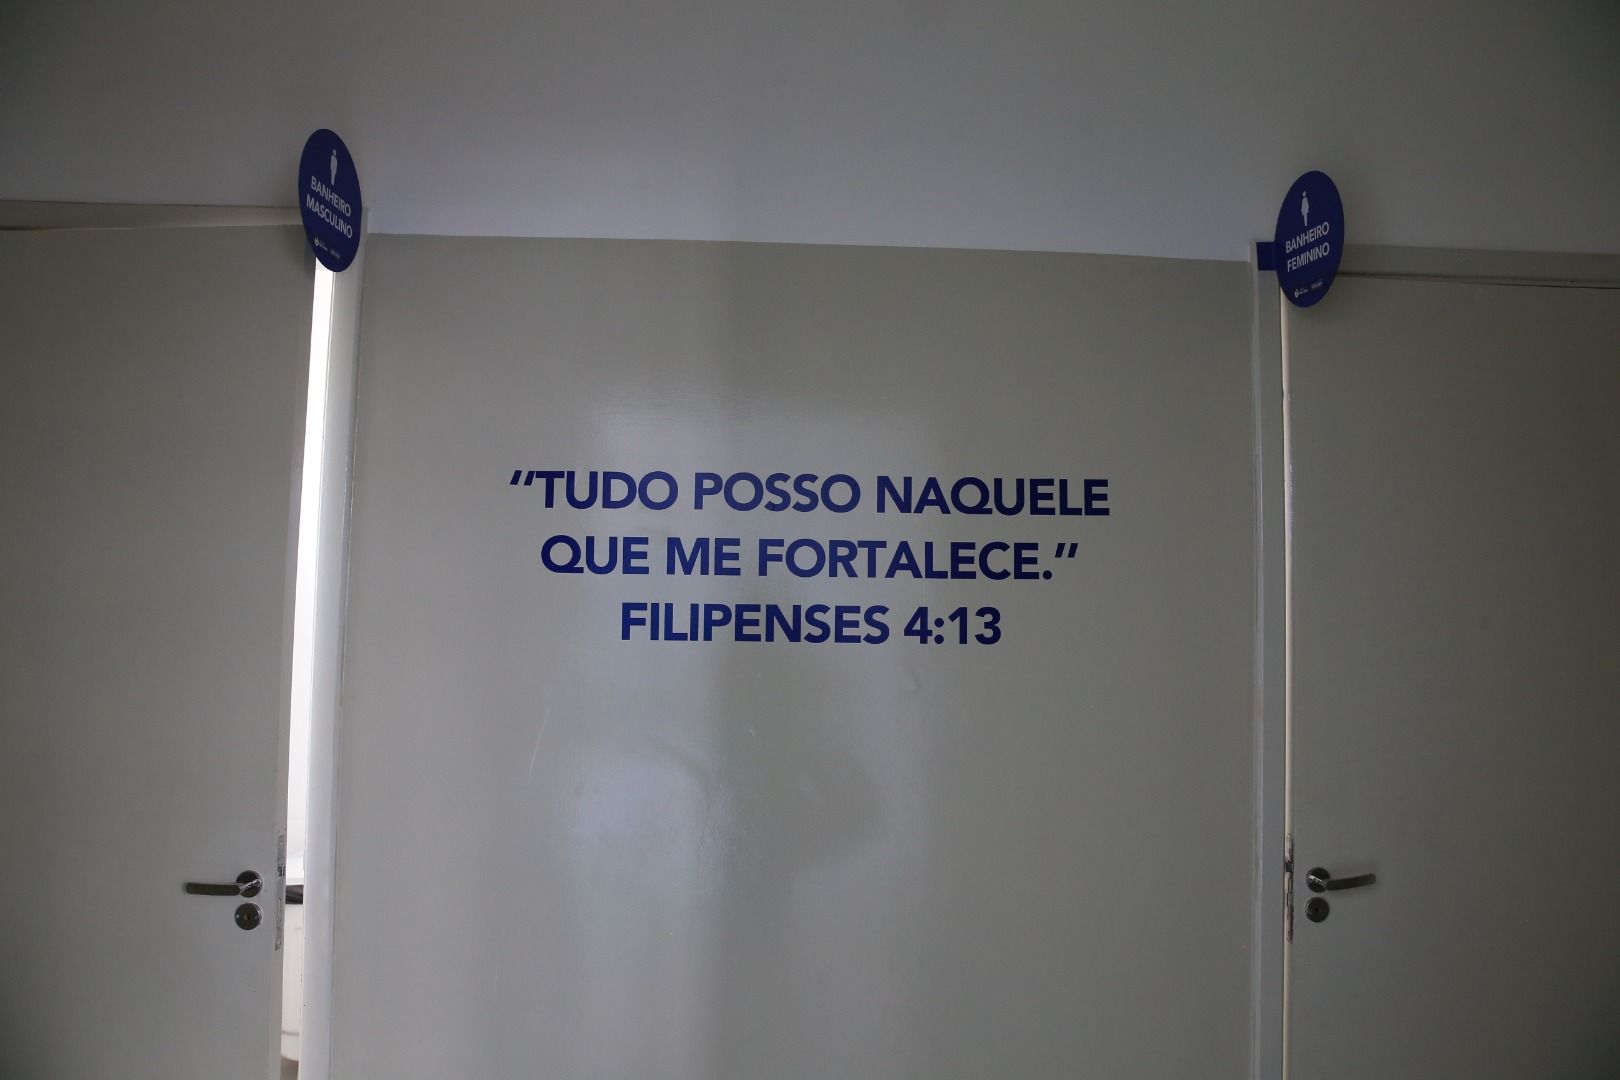 BANHEIRO
MASCULINO
BANHEIRO
FEMININO
“TUDO POSSO NAQUELE
QUE ME FORTALECE.”
FILIPENSES 4:13